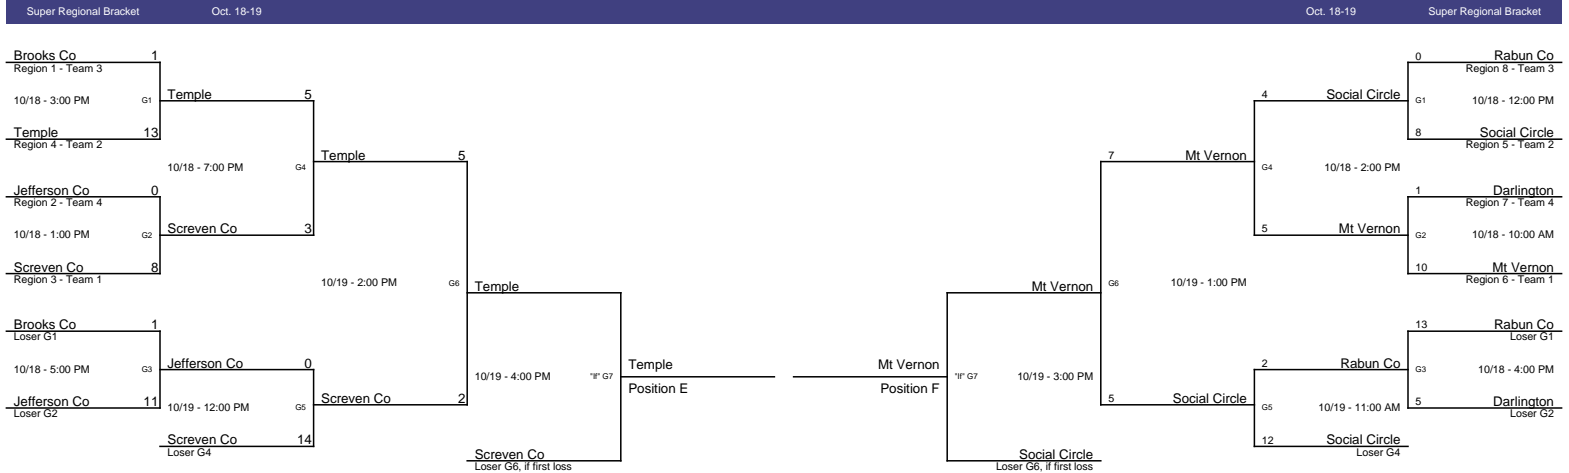 Super Regional Bracket Oct. 18-19 Oct. 18-19 Super Regional Bracket
Brooks Co 1
Region 1 - Team 3
10/18 - 3:00 PM G1
Temple 5
Temple 13
Region 4 - Team 2
10/18 - 7:00 PM G4
Temple 5
Jefferson Co 0
Region 2 - Team 4
10/18 - 1:00 PM G2
Screven Co 3
Screven Co 8
Region 3 - Team 1
10/19 - 2:00 PM G6
Temple
Brooks Co 1
Loser G1
10/18 - 5:00 PM G3
Jefferson Co 0
Jefferson Co 11
Loser G2
10/19 - 12:00 PM G5
Screven Co 2
Screven Co 14
Loser G4
10/19 - 4:00 PM "If" G7
Temple
Position E
Screven Co
Loser G6, if first loss
0 Rabun Co
Region 8 - Team 3
G1 10/18 - 12:00 PM
4 Social Circle
8 Social Circle
Region 5 - Team 2
G4 10/18 - 2:00 PM
7 Mt Vernon
1 Darlington
Region 7 - Team 4
G2 10/18 - 10:00 AM
5 Mt Vernon
10 Mt Vernon
Region 6 - Team 1
G6 10/19 - 1:00 PM
Mt Vernon
13 Rabun Co
Loser G1
G3 10/18 - 4:00 PM
2 Rabun Co
5 Darlington
Loser G2
G5 10/19 - 11:00 AM
5 Social Circle
12 Social Circle
Loser G4
"If" G7 10/19 - 3:00 PM
Mt Vernon
Position F
Social Circle
Loser G6, if first loss